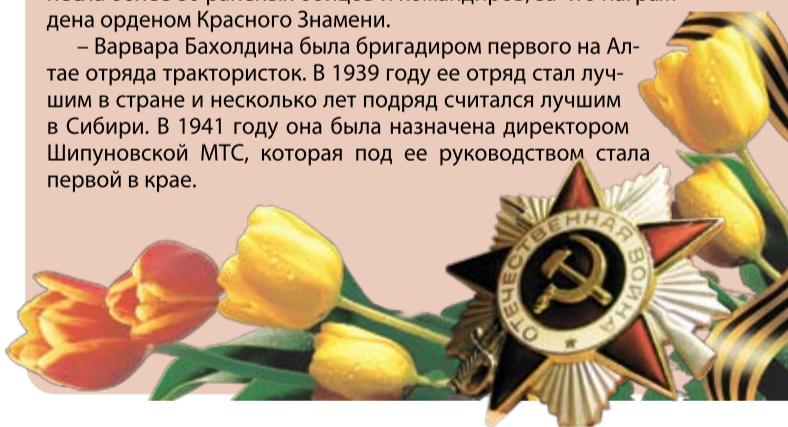 дена орденом Красного Знамени.
– Варвара Бахолдина была бригадиром первого на Ал-
тае отряда трактористок. В 1939 году ее отряд стал луч-
шим в стране и несколько лет подряд считался лучшим
в Сибири. В 1941 году она была назначена директором
Шипуновской МТС, которая под ее руководством стала
первой в крае.
ОТЕЧЕСТВЕННАЯ ВОЙНА